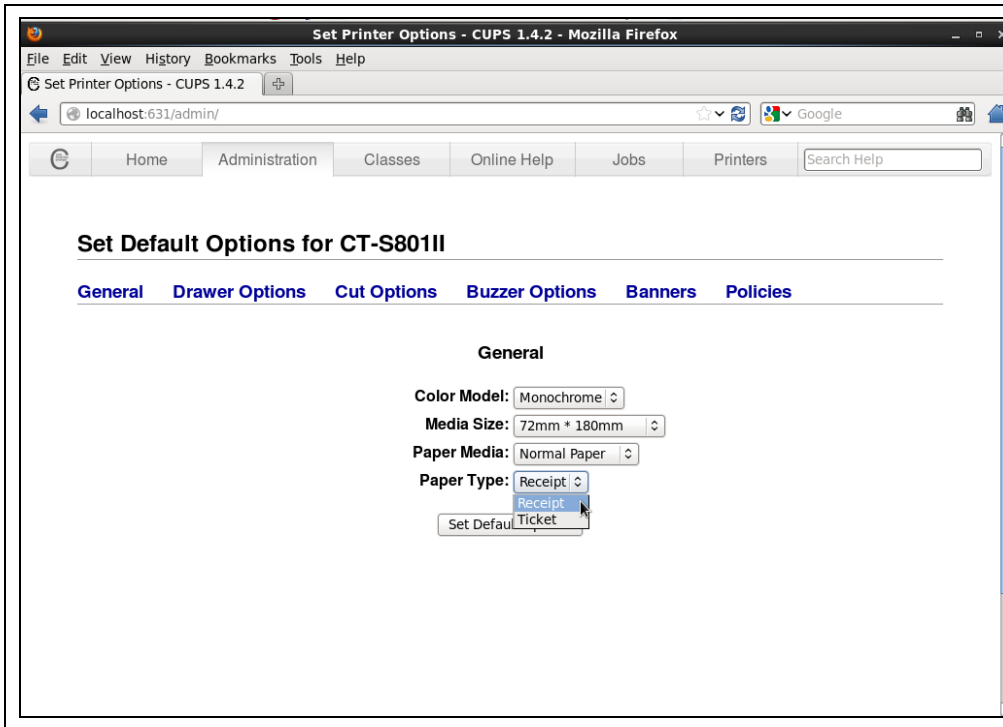 Set Printer Options - CUPS 1.4.2 - Mozilla Firefox
File Edit View History Bookmarks Tools Help
Set Printer Options - CUPS 1.4.2
localhost:631/admin/ Google
Home Administration Classes Online Help Jobs Printers Search Help
Set Default Options for CT-S801II
General Drawer Options Cut Options Buzzer Options Banners Policies
General
Color Model: Monochrome
Media Size: 72mm * 180mm
Paper Media: Normal Paper
Paper Type: Receipt
Receipt
Ticket
Set Defaul